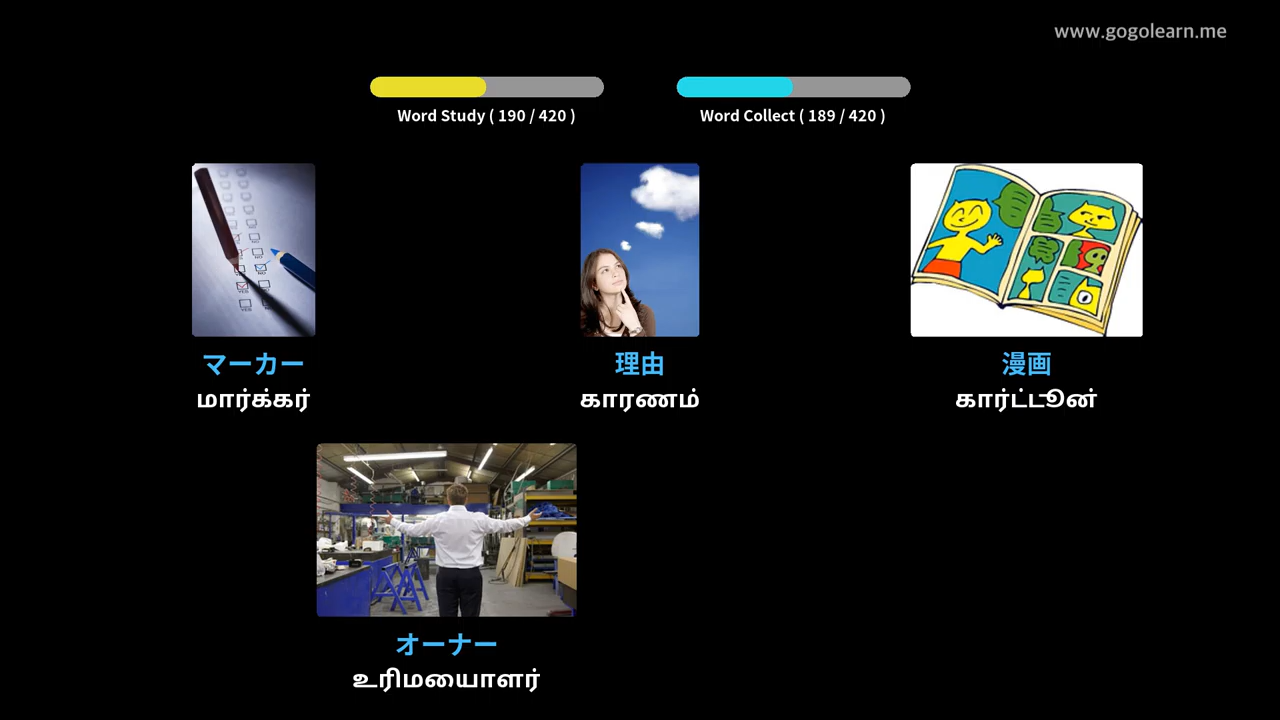 www.gogolearn.me
Word Study ( 190 / 420 )
Word Collect ( 189 / 420 )
マーカー
மார்க்கர்
理由
காரணம்
漫画
கார்ட்டூன்
オーナー
உரிமையாளர்